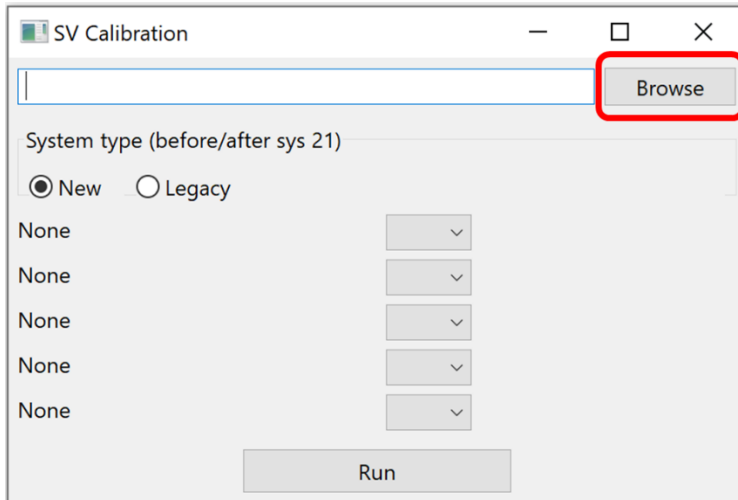 SV Calibration
Browse
System type (before/after sys 21)
New Legacy
None
None
None
None
None
Run